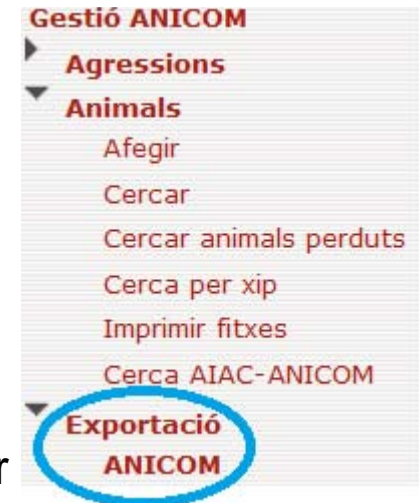 Gestió ANICOM
Agressions
Animals
Afegir
Cercar
Cercar animals perduts
Cerca per xip
Imprimir fitxes
Cerca AIAC-ANICOM
Exportació
r ANICOM